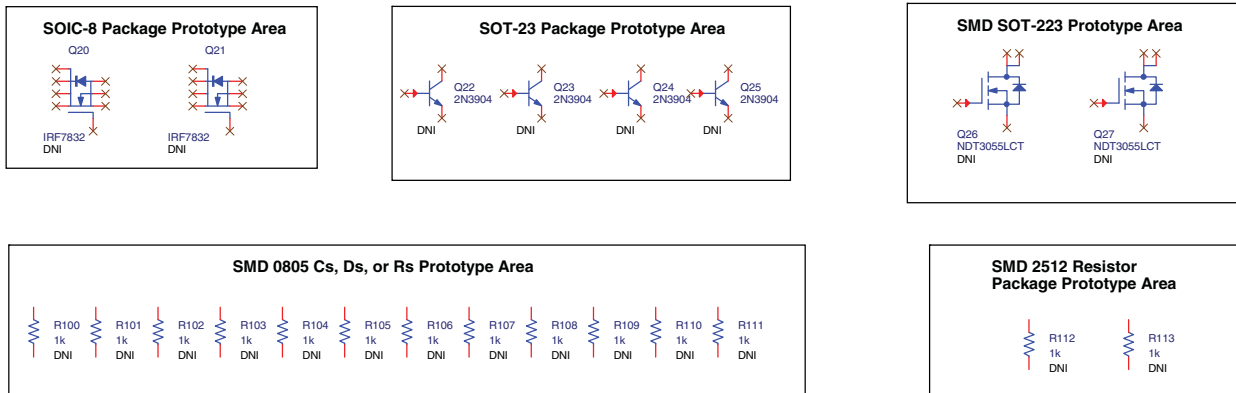 SOIC-8 Package Prototype Area
Q20
Q21
IRF7832
DNI
IRF7832
DNI
SOT-23 Package Prototype Area
Q22
2N3904
DNI
Q23
2N3904
DNI
Q24
2N3904
DNI
Q25
2N3904
DNI
SMD SOT-223 Prototype Area
Q26
NDT3055LCT
DNI
Q27
NDT3055LCT
DNI
SMD 0805 Cs, Ds, or Rs Prototype Area
R100
1k
DNI
R101
1k
DNI
R102
1k
DNI
R103
1k
DNI
R104
1k
DNI
R105
1k
DNI
R106
1k
DNI
R107
1k
DNI
R108
1k
DNI
R109
1k
DNI
R110
1k
DNI
R111
1k
DNI
SMD 2512 Resistor
Package Prototype Area
R112
1k
DNI
R113
1k
DNI